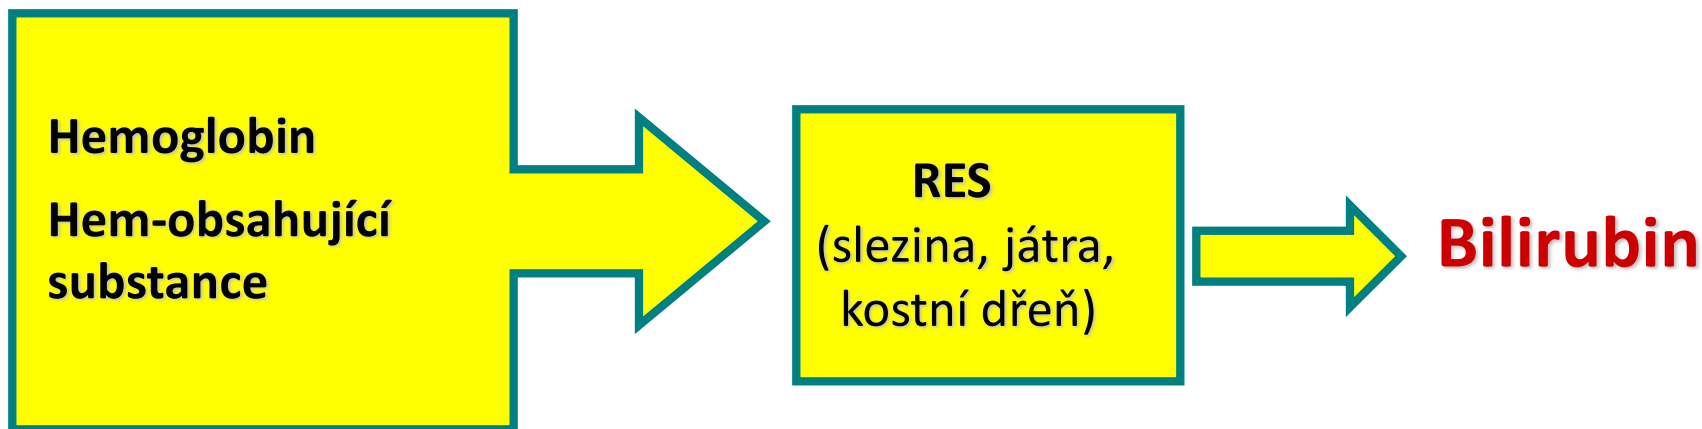 Hemoglobin
Hem-obsahující
substance
RES
(slezina, játra,
kostní dřeň)
Bilirubin